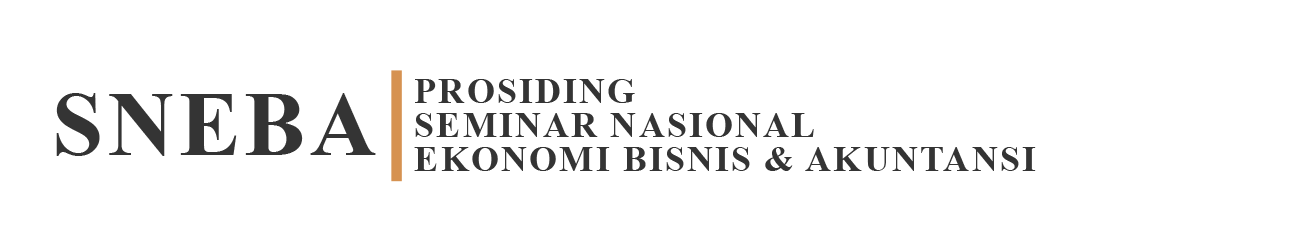 SNEBA
PROSIDING
SEMINAR NASIONAL
EKONOMI BISNIS & AKUNTANSI